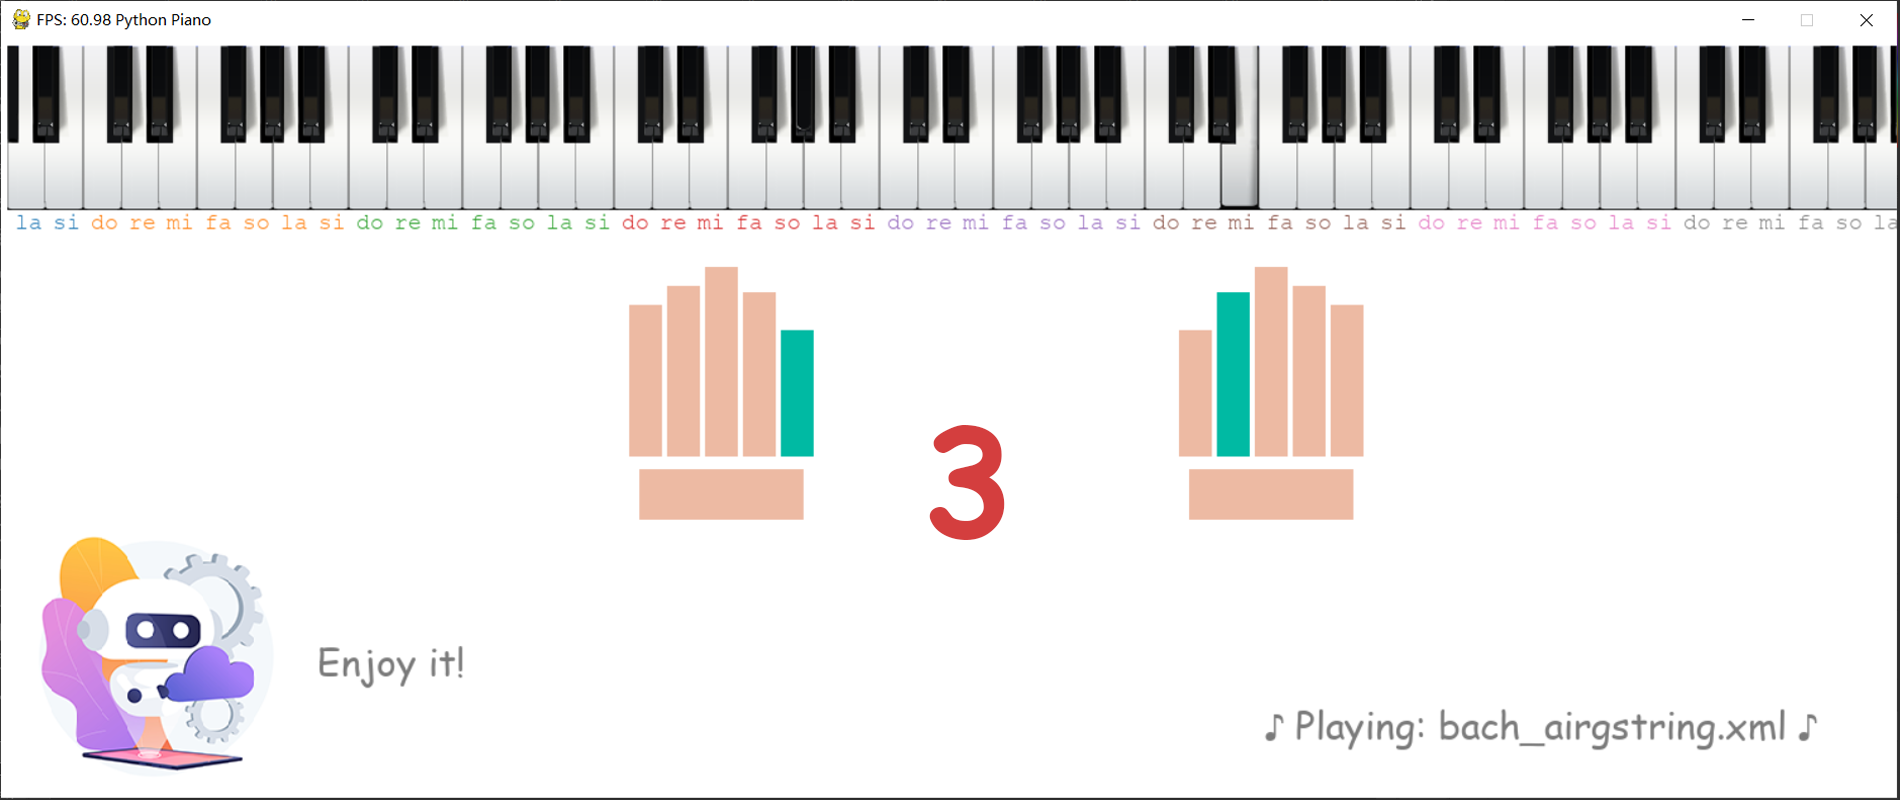 FPS: 60.98 Python Piano
la si do re mi fa so la si do re mi fa so la si do re mi fa so la si do re mi fa so la si do re mi fa so la si do re mi fa so la si do re mi fa so la
3
Enjoy it!
♪ Playing: bach_airgstring.xml ♪